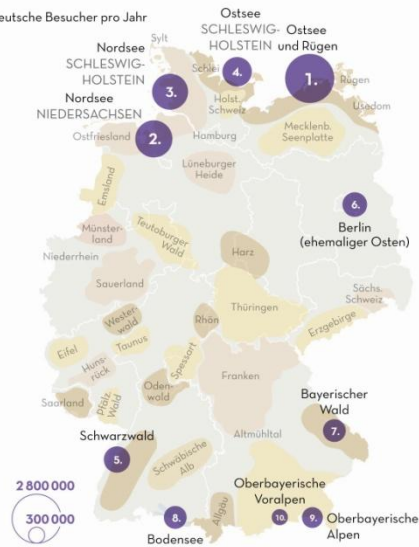 eutsche Besucher pro Jahr
Ostsee
SCHLESWIG-
HOLSTEIN
Ostsee
und Rügen
Nordsee
SCHLESWIG-
HOLSTEIN
Sylt
Schlei
4.
1.
Rügen
3.
Nordsee
NIEDERSACHSEN
Holst.
Schweiz
Usedom
Ostfriesland
2.
Hamburg
Mecklenb.
Seenplatte
Lüneburger
Heide
Emsland
6.
Berlin
(ehemaliger Osten)
Münster-
land
Teutoburger
Wald
Niederrhein
Harz
Sauerland
Sächs.
Schweiz
Thüringen
Erzgebirge
Wester-
wald
Rhön
Eifel
Taunus
Spessart
Huns-
rück
Franken
Oden-
wald
Saarland
Pfälz.
Wald
Bayerischer
Wald
7.
Altmühltal
Schwarzwald
5.
Schwäbische
Alb
Oberbayerische
Voralpen
2 800 000
300 000
8.
Bodensee
Allgäu
10.
9.
Oberbayerische
Alpen